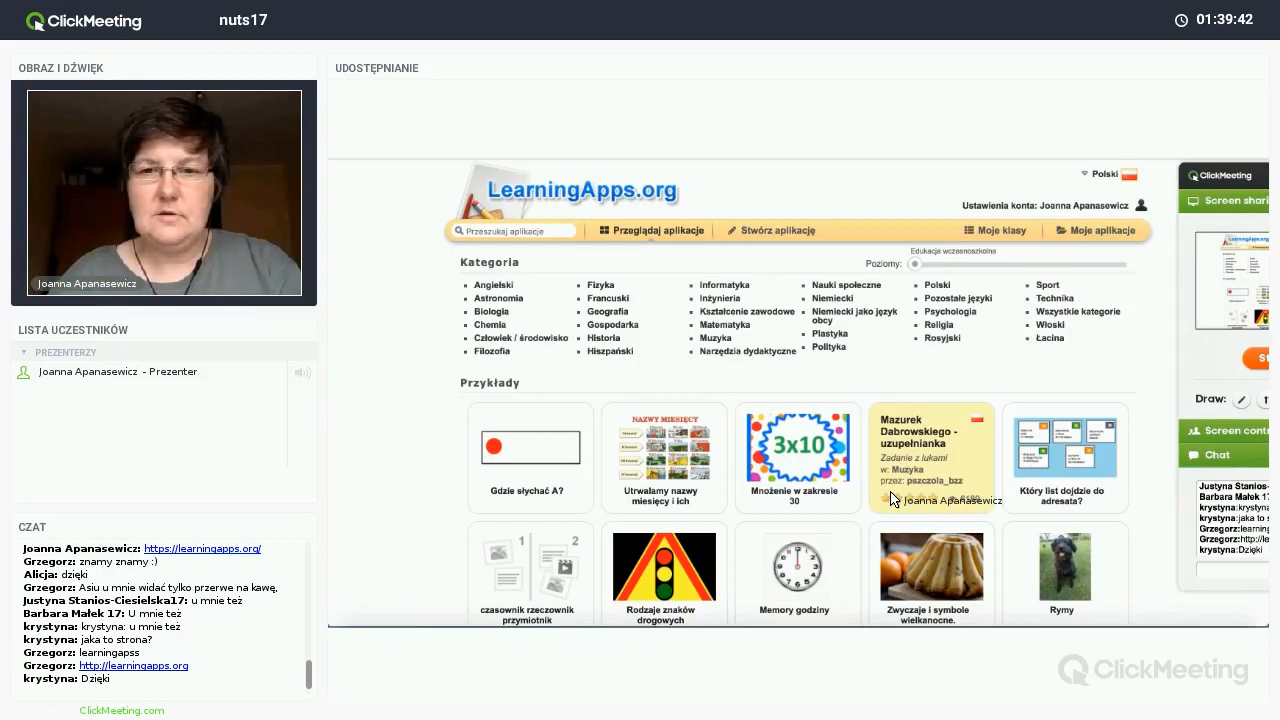 ClickMeeting
nuts17
01:39:42
OBRAZ I DŹWIĘK
Joanna Apanasewicz
LISTA UCZESTNIKÓW
PREZENTERZY
Joanna Apanasewicz - Prezenter
CZAT
Joanna Apanasewicz: https://learningapps.org/
Grzegorz: znamy znamy :)
Alicja: dzięki
Grzegorz: Asiu u mnie widać tylko przerwe na kawę,
Justyna Stanios-Ciesielska17: u mnie też
Barbara Małek 17: U mnie też
krystyna: krystyna: u mnie też
krystyna: jaka to strona?
Grzegorz: learningapss
Grzegorz: http://learningapps.org
krystyna: Dzięki
ClickMeeting.com
UDOSTĘPNIANIE
LearningApps.org
Polski
Ustawienia konta: Joanna Apanasewicz
Przeszukaj aplikacje
Przeglądaj aplikacje
Stwórz aplikację
Moje klasy
Moje aplikacje
Kategoria
Poziomy:
Edukacja wczesnoszkolna
Angielski
Astronomia
Biologia
Chemia
Człowiek / środowisko
Filozofia
Fizyka
Francuski
Geografia
Gospodarka
Historia
Hiszpański
Informatyka
Inżynieria
Kształcenie zawodowe
Matematyka
Muzyka
Narzędzia dydaktyczne
Nauki społeczne
Niemiecki
Niemiecki jako język
obcy
Plastyka
Polityka
Polski
Pozostałe języki
Psychologia
Religia
Rosyjski
Sport
Technika
Wszystkie kategorie
Włoski
Łacina
Przykłady
Gdzie słychać A?
NAZWY MIESIĘCY
Utrwalamy nazwy
miesięcy i ich
3x10
Mnożenie w zakresie
30
Mazurek
Dabrowskiego -
uzupełnianka
Zadanie z lukami
w: Muzyka
przez: pszczola_bzz
Joanna Apanasewicz
Który list dojdzie do
adresata?
1
2
czasownik rzeczownik
przymiotnik
Rodzaje znaków
drogowych
Memory godziny
Zwyczaje i symbole
wielkanocne.
Rymy
ClickMeeting
Screen shari
St
Draw:
Screen contr
Chat
Justyna Stanios-
Barbara Małek 17
krystyna:krystyna
krystyna:jaka to s
Grzegorz:learning
Grzegorz:http://le
krystyna:Dzięki
ClickMeeting